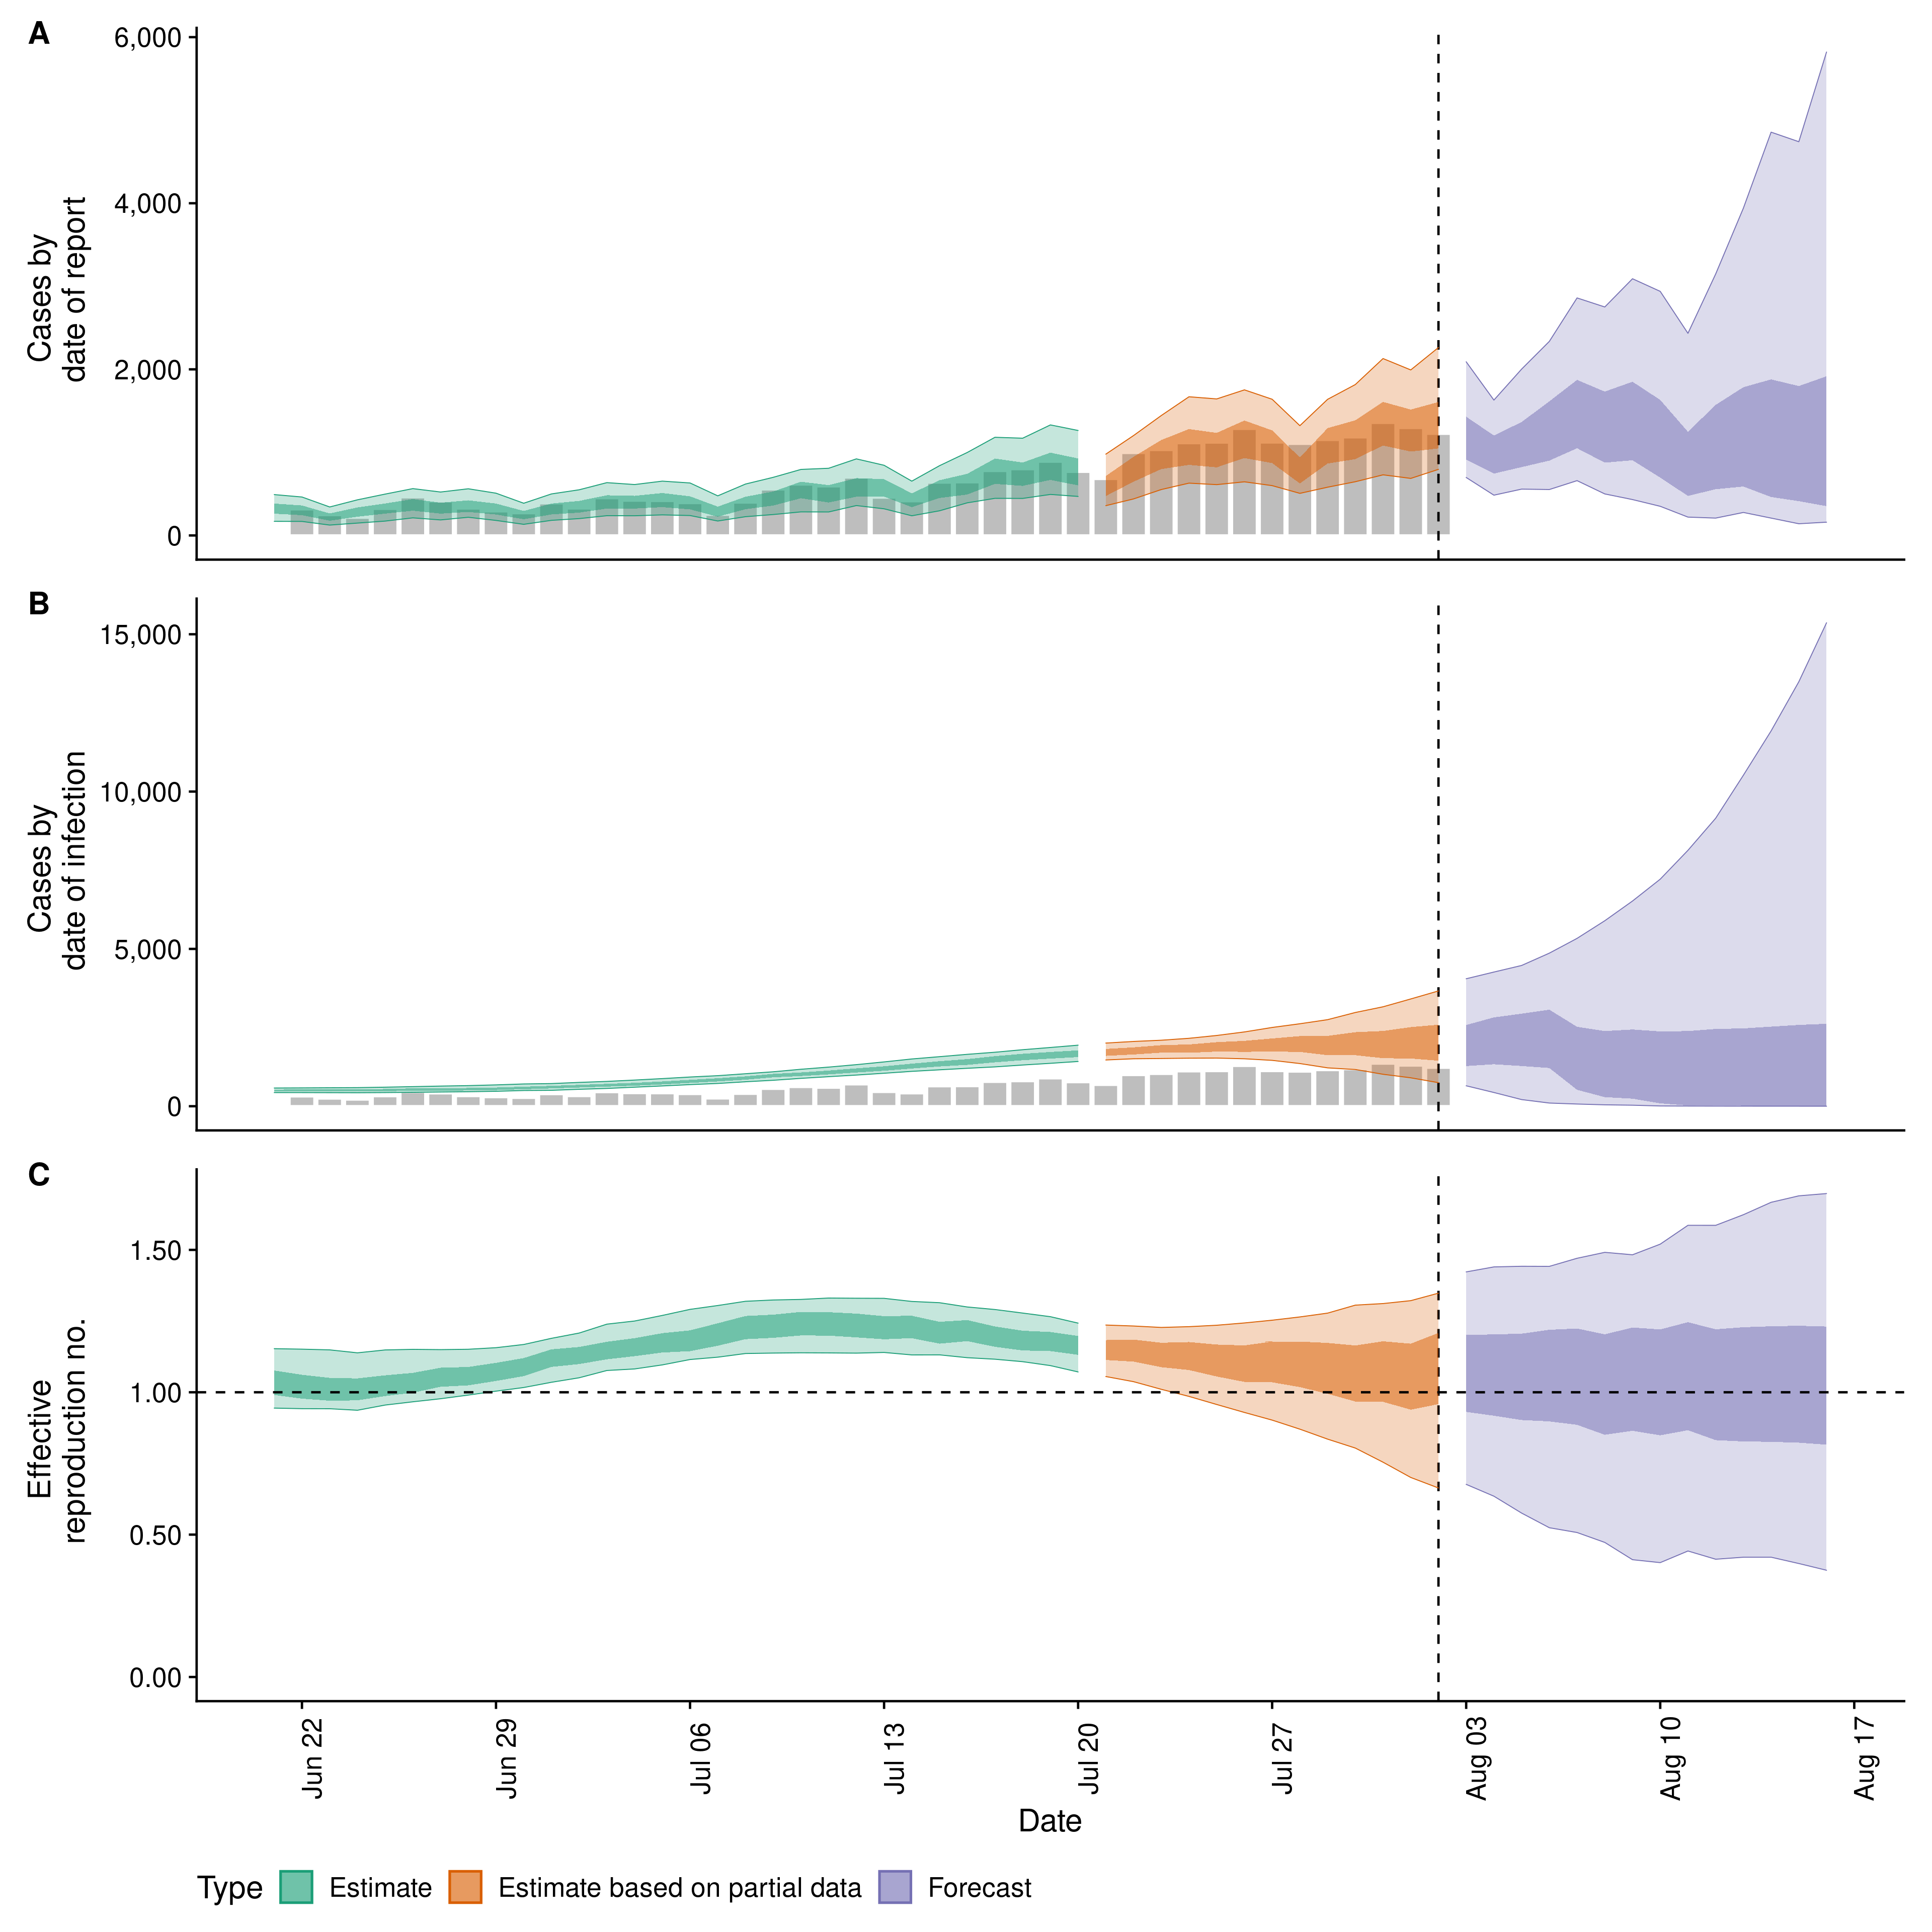 A
6,000
4,000
2,000
0
Cases by
date of report
B
15,000
10,000
5,000
0
Cases by
date of infection
C
1.50
1.00
0.50
0.00
Effective
reproduction no.
Jun 22
Jun 29
Jul 06
Jul 13
Jul 20
Jul 27
Aug 03
Aug 10
Aug 17
Date
Type Estimate Estimate based on partial data Forecast